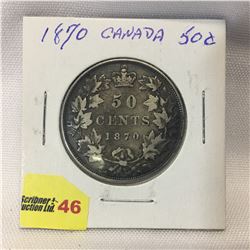 1870 CANADA 50¢
50
CENTS
1870
Scribner &
Auction Ltd. 46